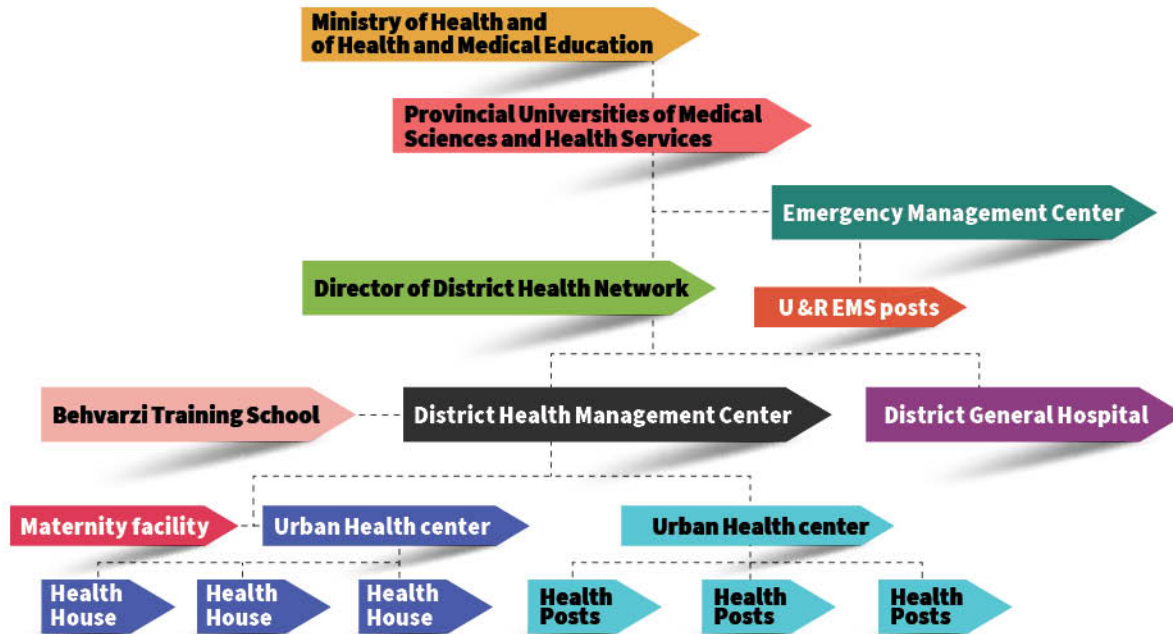 Ministry of Health and
of Health and Medical Education
Provincial Universities of Medical
Sciences and Health Services
Emergency Management Center
Director of District Health Network
U &R EMS posts
Behvarzi Training School
District Health Management Center
District General Hospital
Maternity facility
Urban Health center
Urban Health center
Health
House
Health
House
Health
House
Health
Posts
Health
Posts
Health
Posts